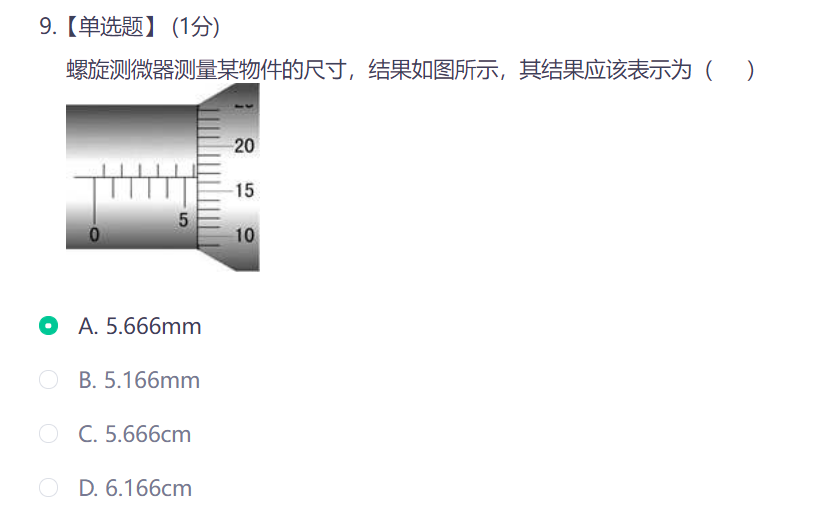 9.【单选题】 (1分)
螺旋测微器测量某物件的尺寸，结果如图所示，其结果应该表示为（　）
20
15
5
0
10
A. 5.666mm
B. 5.166mm
C. 5.666cm
D. 6.166cm